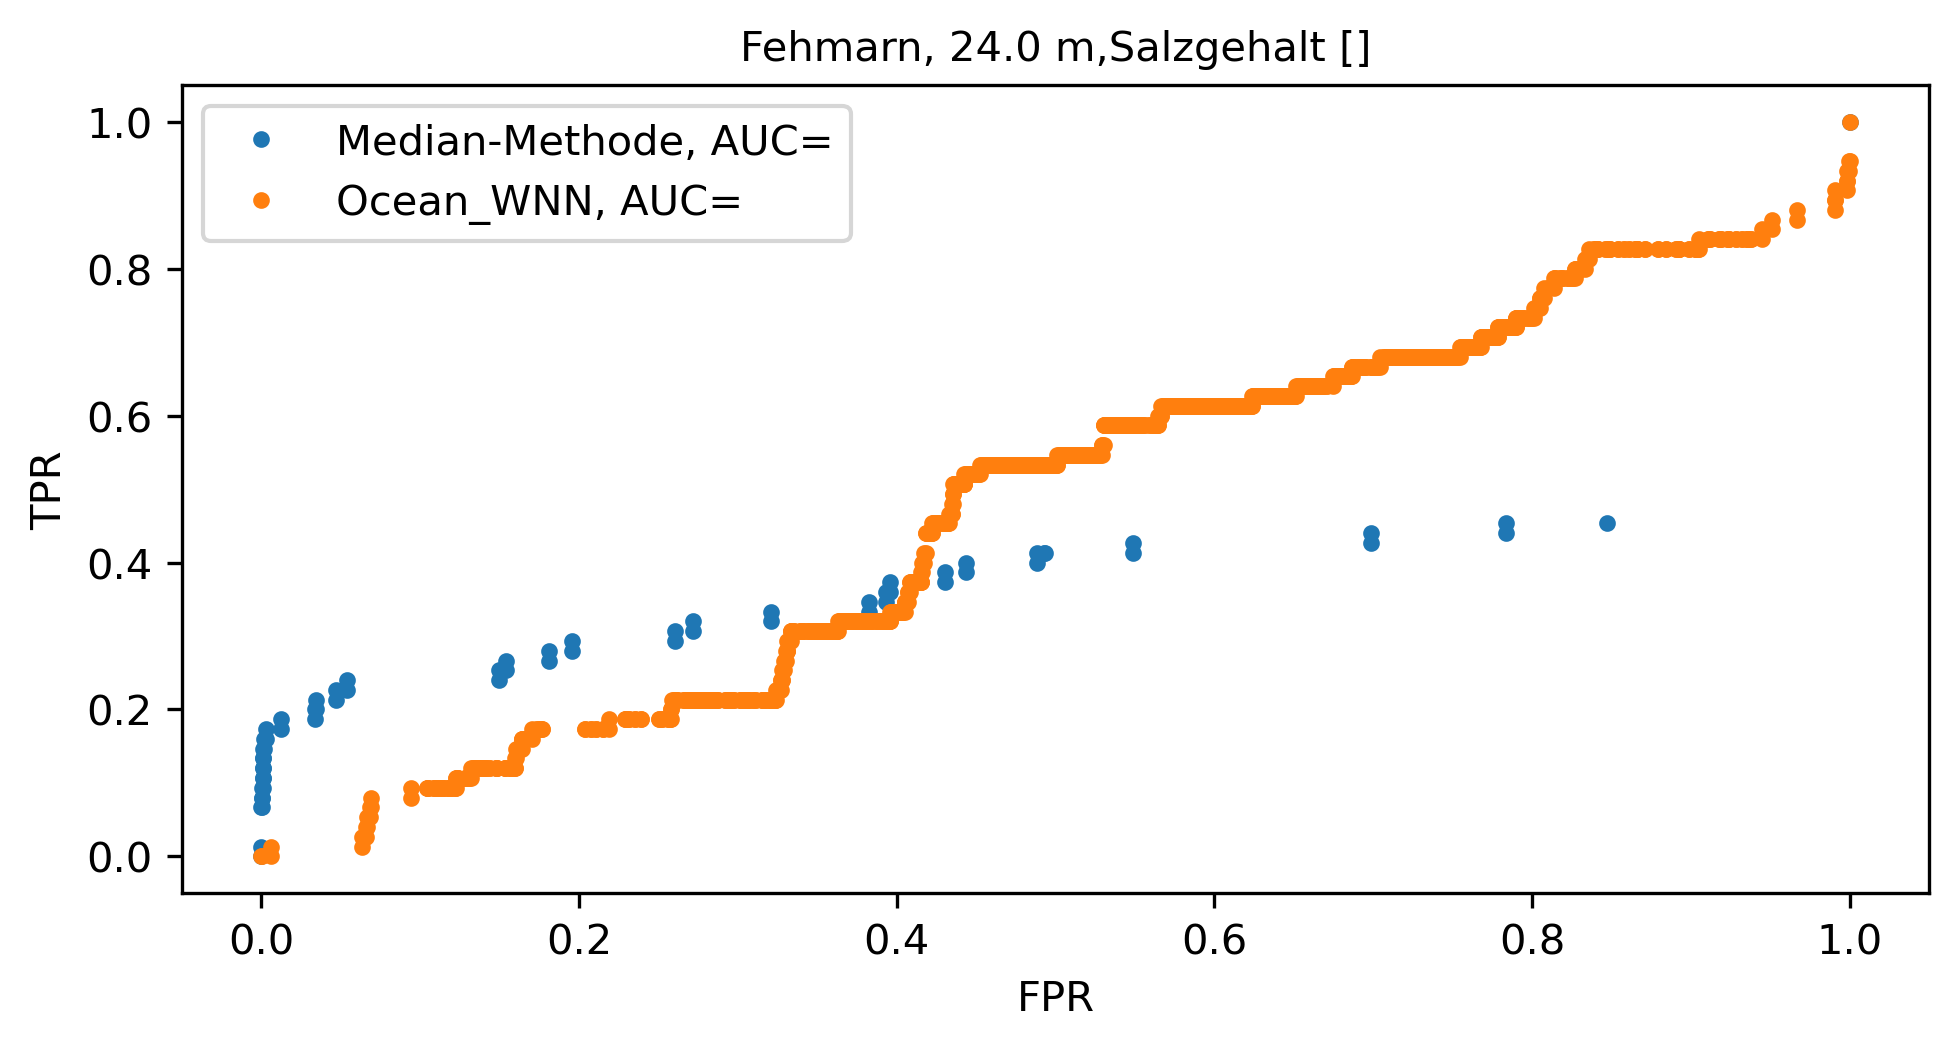 Fehmarn, 24.0 m,Salzgehalt []
Median-Methode, AUC=
Ocean_WNN, AUC=
1.0
0.8
0.6
0.4
0.2
0.0
TPR
0.0 0.2 0.4 0.6 0.8 1.0
FPR